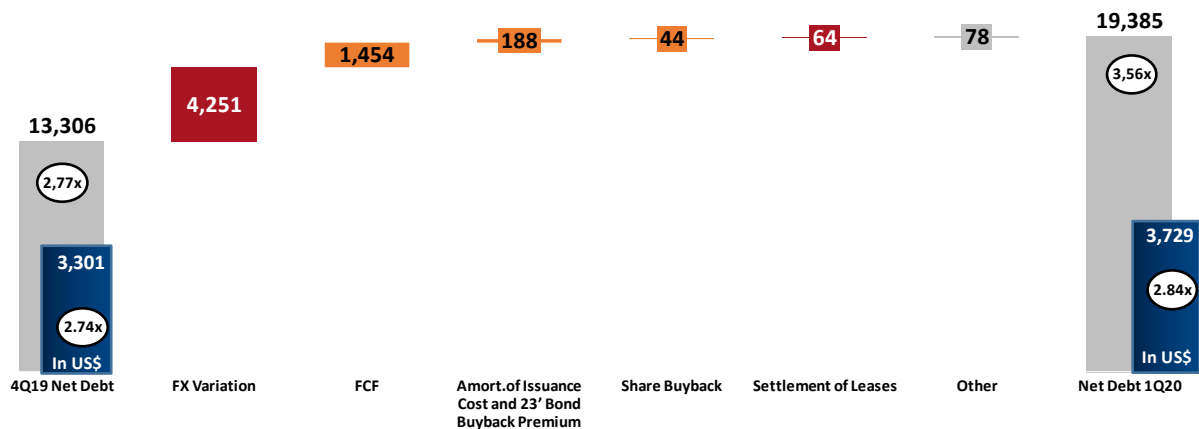 13,306
2,77x
3,301
2.74x
In US$
4,251
1,454
188
44
64
78
19,385
3,56x
3,729
2.84x
In US$
4Q19 Net Debt
FX Variation
FCF
Amort.of Issuance
Cost and 23′ Bond
Buyback Premium
Share Buyback
Settlement of Leases
Other
Net Debt 1Q20